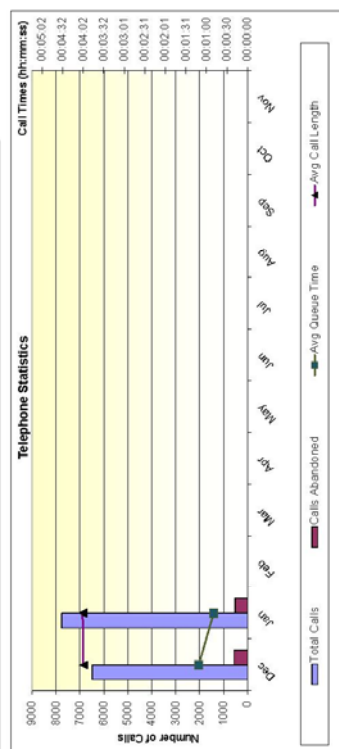 Telephone Statistics
Call Times (hh:mm:ss)
Number of Calls
9000
8000
7000
6000
5000
4000
3000
2000
1000
0
00:05:02
00:04:32
00:04:02
00:03:32
00:03:01
00:02:31
00:02:01
00:01:31
00:01:00
00:00:30
00:00:00
Dec
Jan
Feb
Mar
Apr
May
Jun
Jul
Aug
Sep
Oct
Nov
Total Calls
Calls Abandoned
Avg Queue Time
Avg Call Length